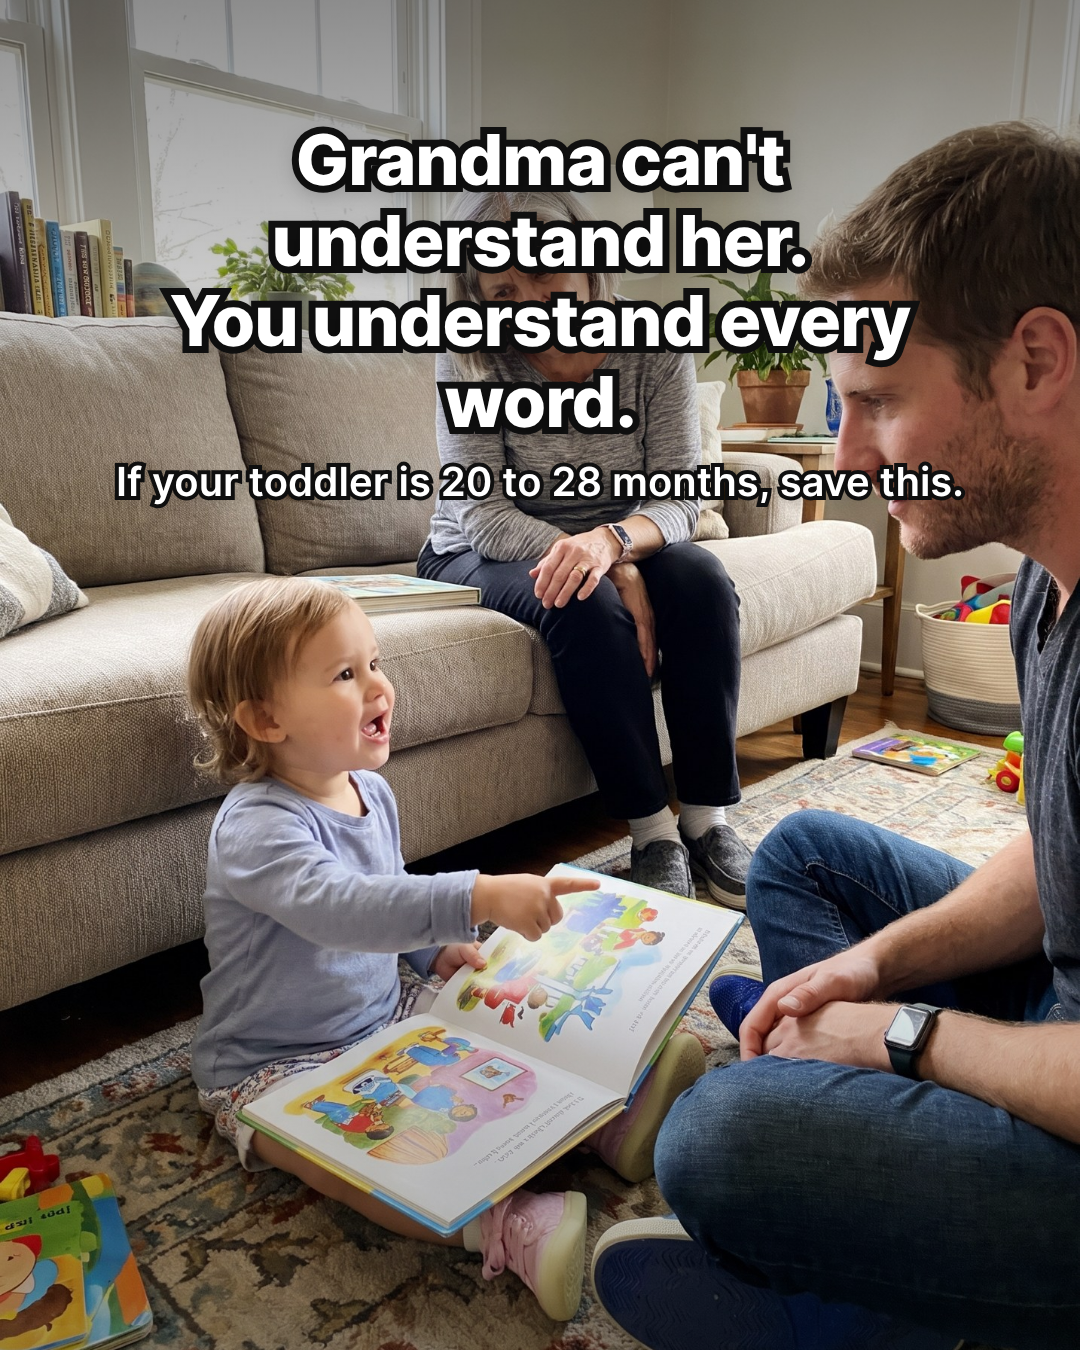 Grandma can't
understand her.
You understand every
word.
If your toddler is 20 to 28 months, save this.